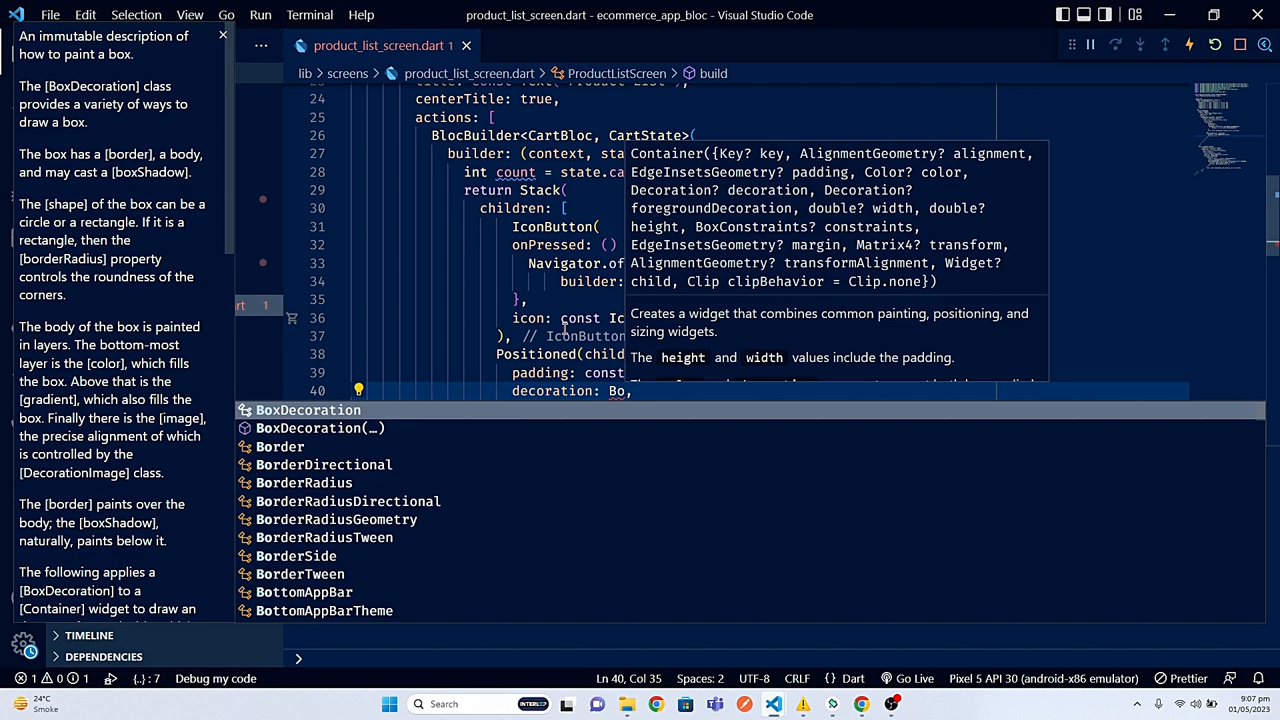 File Edit Selection View Go Run Terminal Help product_list_screen.dart - ecommerce_app_bloc - Visual Studio Code
An immutable description of
how to paint a box.
The [BoxDecoration] class
provides a variety of ways to
draw a box.
The box has a [border], a body,
and may cast a [boxShadow].
The [shape] of the box can be a
circle or a rectangle. If it is a
rectangle, then the
[borderRadius] property
controls the roundness of the
corners.
The body of the box is painted
in layers. The bottom-most
layer is the [color], which fills
the box. Above that is the
[gradient], which also fills the
box. Finally there is the [image],
the precise alignment of which
is controlled by the
[DecorationImage] class.
The [border] paints over the
body; the [boxShadow],
naturally, paints below it.
The following applies a
[BoxDecoration] to a
[Container] widget to draw an
product_list_screen.dart 1
lib > screens > product_list_screen.dart > ProductListScreen > build
24 centerTitle: true,
25 actions: [
26 BlocBuilder<CartBloc, CartState>(
27 builder: (context, sta
28 int count = state.ca
29 return Stack(
30 children: [
31 IconButton(
32 onPressed: ()
33 Navigator.of
34 builder:
35 },
36 icon: const Ic
37 ), // IconButton
38 Positioned(child
39 padding: const
40 decoration: Bo,
Container({Key? key, AlignmentGeometry? alignment,
EdgeInsetsGeometry? padding, Color? color,
Decoration? decoration, Decoration?
foregroundDecoration, double? width, double?
height, BoxConstraints? constraints,
EdgeInsetsGeometry? margin, Matrix4? transform,
AlignmentGeometry? transformAlignment, Widget?
child, Clip clipBehavior = Clip.none})
Creates a widget that combines common painting, positioning, and
sizing widgets.
The height and width values include the padding.
rt 1
BoxDecoration
BoxDecoration(…)
Border
BorderDirectional
BorderRadius
BorderRadiusDirectional
BorderRadiusGeometry
BorderRadiusTween
BorderSide
BorderTween
BottomAppBar
BottomAppBarTheme
TIMELINE
DEPENDENCIES
1 0 1 : 7 Debug my code Ln 40, Col 35 Spaces: 2 UTF-8 CRLF {} Dart Go Live Pixel 5 API 30 (android-x86 emulator) Prettier
24°C
Smoke
Search
:07 pm
01/05/2023